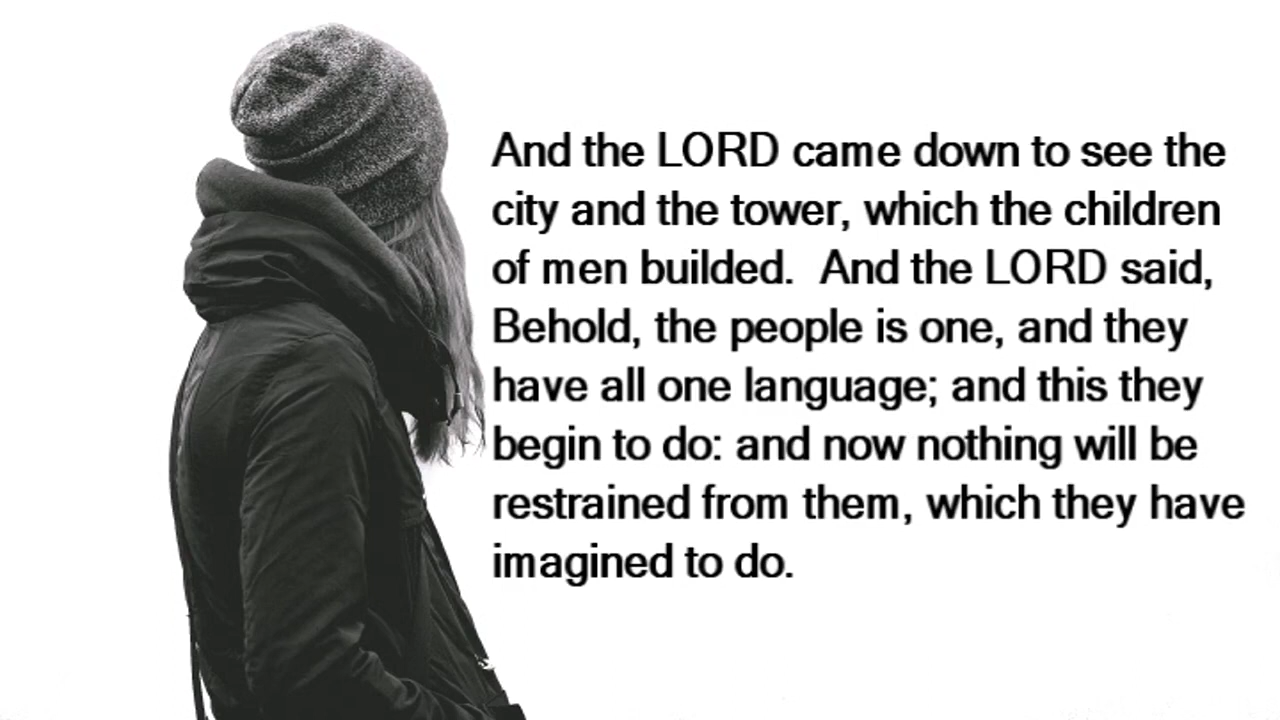 And the LORD came down to see the
city and the tower, which the children
of men builded.  And the LORD said,
Behold, the people is one, and they
have all one language; and this they
begin to do: and now nothing will be
restrained from them, which they have
imagined to do.